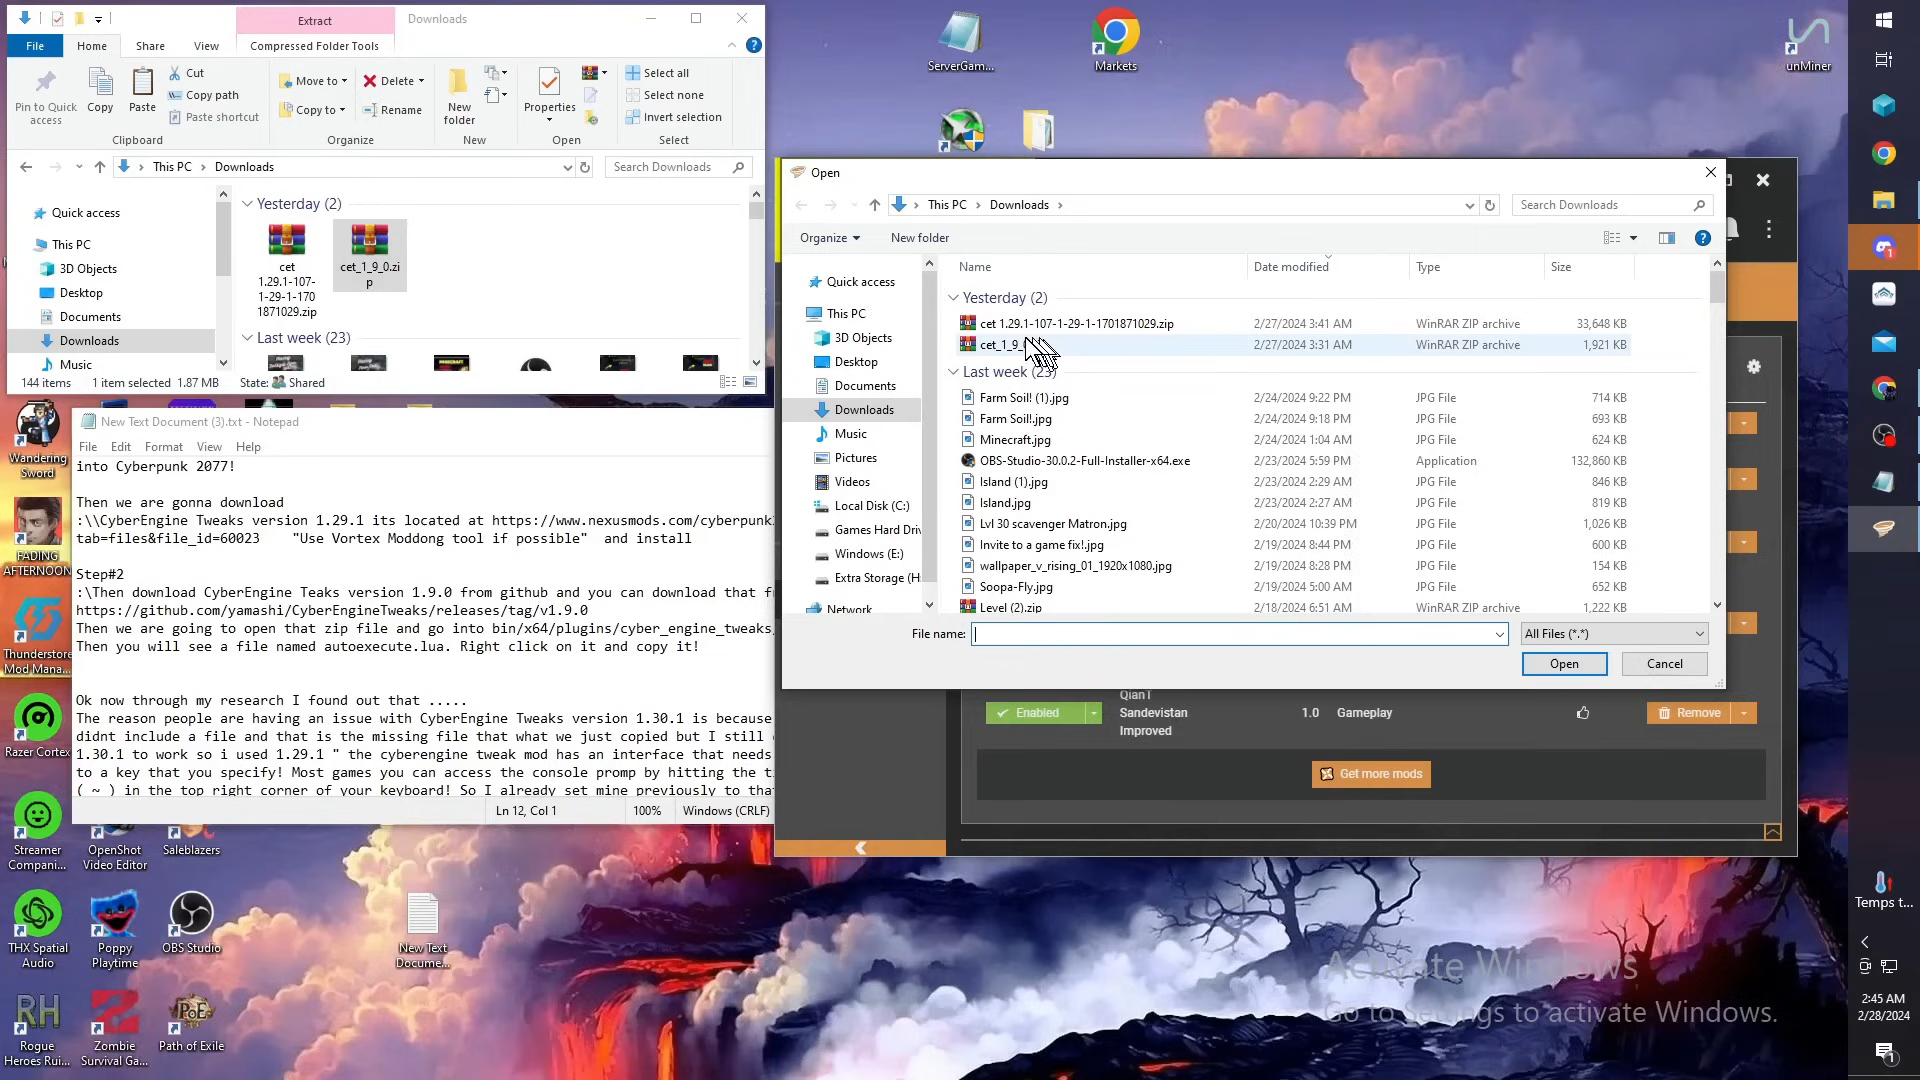 Extract
Downloads
File
Home
Share
View
Compressed Folder Tools
Pin to Quick access
Copy
Paste
Cut
Copy path
Paste shortcut
Move to
Copy to
Delete
Rename
New folder
Properties
Select all
Select none
Invert selection
Clipboard
Organize
New
Open
Select
This PC
Downloads
Search Downloads
Quick access
This PC
3D Objects
Desktop
Documents
Downloads
Music
Yesterday (2)
cet
1.29.1-107-
1-29-1-170
1871029.zip
cet_1_9_0.zi
p
Last week (23)
144 items
1 item selected 1.87 MB
State:
Shared
New Text Document (3).txt - Notepad
File Edit Format View Help
into Cyberpunk 2077!
Then we are gonna download
:\\CyberEngine Tweaks version 1.29.1 its located at https://www.nexusmods.com/cyberpunk
tab=files&file_id=60023 "Use Vortex Moddong tool if possible" and install
Step#2
:\Then download CyberEngine Teaks version 1.9.0 from github and you can download that f
https://github.com/yamashi/CyberEngineTweaks/releases/tag/v1.9.0
Then we are going to open that zip file and go into bin/x64/plugins/cyber_engine_tweaks/
Then you will see a file named autoexecute.lua. Right click on it and copy it!
Ok now through my research I found out that .....
The reason people are having an issue with CyberEngine Tweaks version 1.30.1 is because
didnt include a file and that is the missing file that what we just copied but I still
1.30.1 to work so i used 1.29.1 " the cyberengine tweak mod has an interface that needs
to a key that you specify! Most games you can access the console promp by hitting the t
( ~ ) in the top right corner of your keyboard! So I already set mine previously to tha
Ln 12, Col 1
100%
Windows (CRLF)
ServerGam...
Markets
unMiner
Open
This PC
Downloads
Search Downloads
Organize
New folder
Quick access
This PC
3D Objects
Desktop
Documents
Downloads
Music
Pictures
Videos
Local Disk (C:)
Games Hard Driv
Windows (E:)
Extra Storage (H
Network
Name Date modified Type Size
Yesterday (2)
cet 1.29.1-107-1-29-1-1701871029.zip 2/27/2024 3:41 AM WinRAR ZIP archive 33,648 KB
cet_1_9_ 2/27/2024 3:31 AM WinRAR ZIP archive 1,921 KB
Last week (23)
Farm Soil! (1).jpg 2/24/2024 9:22 PM JPG File 714 KB
Farm Soil!.jpg 2/24/2024 9:18 PM JPG File 693 KB
Minecraft.jpg 2/24/2024 1:04 AM JPG File 624 KB
OBS-Studio-30.0.2-Full-Installer-x64.exe 2/23/2024 5:59 PM Application 132,860 KB
Island (1).jpg 2/23/2024 2:29 AM JPG File 846 KB
Island.jpg 2/23/2024 2:27 AM JPG File 819 KB
Lvl 30 scavenger Matron.jpg 2/20/2024 10:39 PM JPG File 1,026 KB
Invite to a game fix!.jpg 2/19/2024 8:44 PM JPG File 600 KB
wallpaper_v_rising_01_1920x1080.jpg 2/19/2024 8:28 PM JPG File 154 KB
Soopa-Fly.jpg 2/19/2024 5:00 AM JPG File 652 KB
Level (2).zip 2/18/2024 6:51 AM WinRAR ZIP archive 1,222 KB
File name:
All Files (*.*)
Open
Cancel
Enabled
QianT
Sandevistan
Improved
1.0
Gameplay
Remove
Get more mods
Wandering
Sword
FADING
AFTERNOON
Thunderstore
Mod Mana...
Razer Cortex
Streamer
Compani...
OpenShot
Video Editor
Saleblazers
THX Spatial
Audio
Poppy
Playtime
OBS Studio
New Text
Docume...
Rogue
Heroes Rui...
Zombie
Survival Ga...
Path of Exile
Activate Windows
Go to Settings to activate Windows.
Temps t...
2:45 AM
2/28/2024
1